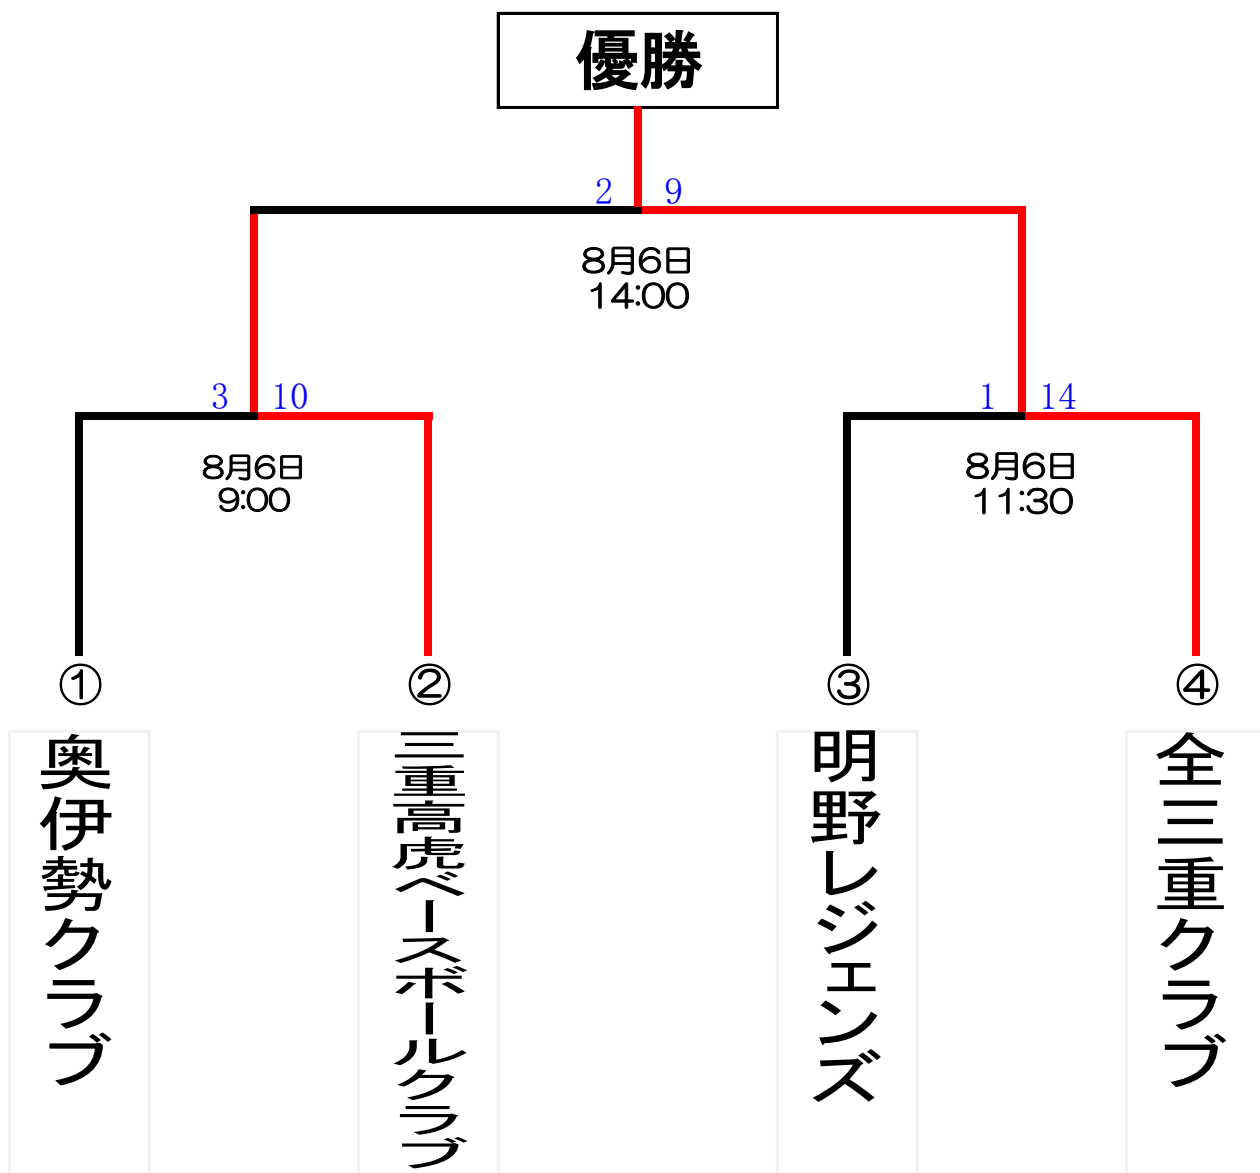 優勝
2 9
8月6日
14:00
3 10
1 14
8月6日
9:00
8月6日
11:30
①
②
③
④
奥伊勢クラブ
三重高虎ベースボールクラブ
明野レジェンズ
全三重クラブ